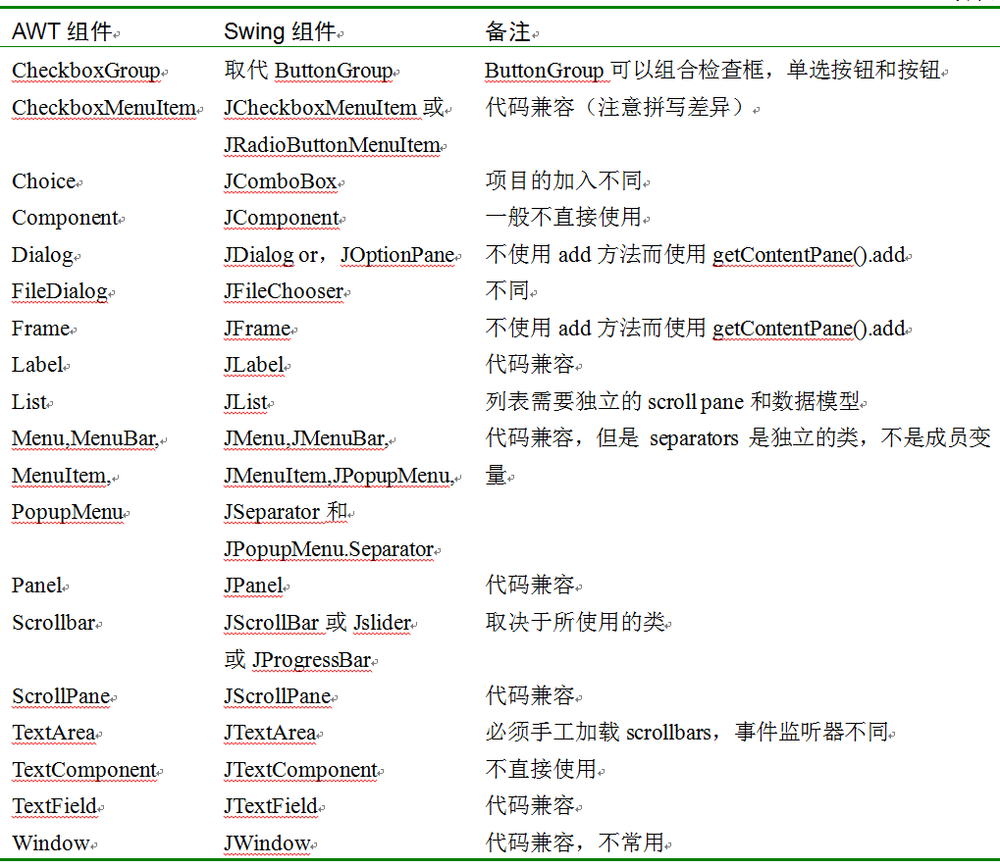 AWT 组件 Swing 组件 备注
CheckboxGroup 取代 ButtonGroup ButtonGroup 可以组合检查框，单选按钮和按钮
CheckboxMenuItem JCheckboxMenuItem 或 代码兼容（注意拼写差异）
JRadioButtonMenuItem
Choice JComboBox 项目的加入不同
Component JComponent 一般不直接使用
Dialog JDialog or，JOptionPane 不使用 add 方法而使用 getContentPane().add
FileDialog JFileChooser 不同
Frame JFrame 不使用 add 方法而使用 getContentPane().add
Label JLabel 代码兼容
List JList 列表需要独立的 scroll pane 和数据模型
Menu,MenuBar, JMenu,JMenuBar, 代码兼容，但是 separators 是独立的类，不是成员变
MenuItem, JMenuItem,JPopupMenu, 量
PopupMenu JSeparator 和
JPopupMenu.Separator
Panel JPanel 代码兼容
Scrollbar JScrollBar 或 Jslider 取决于所使用的类
或 JProgressBar
ScrollPane JScrollPane 代码兼容
TextArea JTextArea 必须手工加载 scrollbars，事件监听器不同
TextComponent JTextComponent 不直接使用
TextField JTextField 代码兼容
Window JWindow 代码兼容，不常用